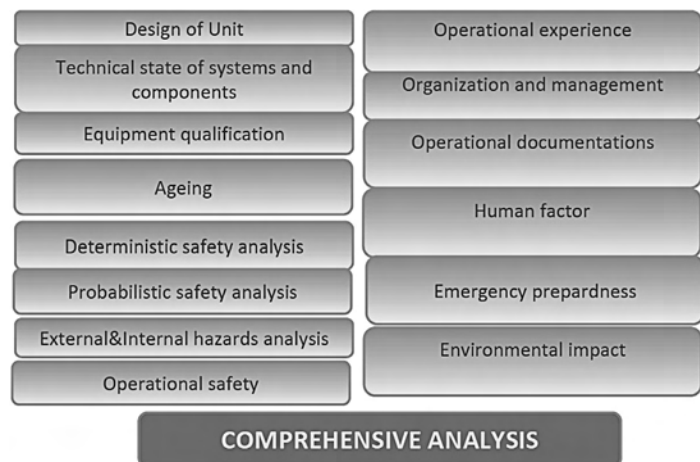 Design of Unit
Technical state of systems and
components
Equipment qualification
Ageing
Deterministic safety analysis
Probabilistic safety analysis
External&Internal hazards analysis
Operational safety
Operational experience
Organization and management
Operational documentations
Human factor
Emergency prepardness
Environmental impact
COMPREHENSIVE ANALYSIS